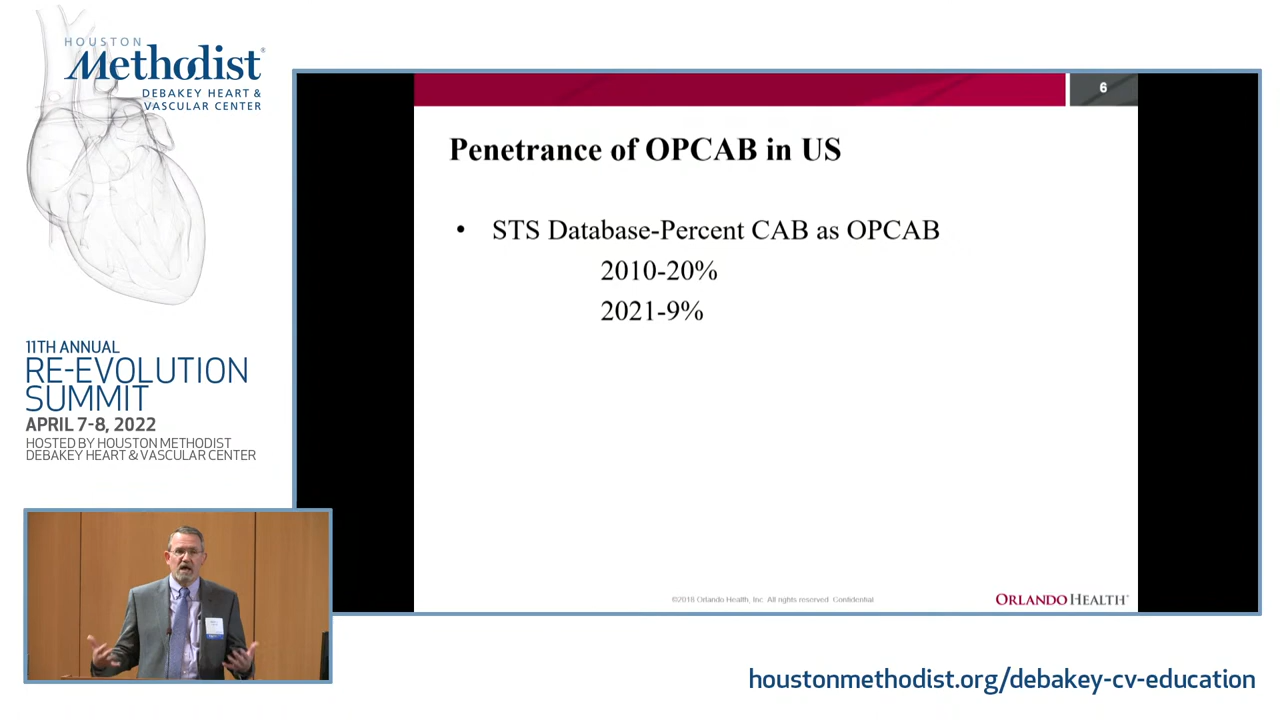 HOUSTON
Methodist®
DEBAKEY HEART &
VASCULAR CENTER
11TH ANNUAL
RE-EVOLUTION
SUMMIT
APRIL 7-8, 2022
HOSTED BY HOUSTON METHODIST
DEBAKEY HEART & VASCULAR CENTER
6
Penetrance of OPCAB in US
• STS Database-Percent CAB as OPCAB
2010-20%
2021-9%
©2018 Orlando Health, Inc. All rights reserved. Confidential
ORLANDO HEALTH®
houstonmethodist.org/debakey-cv-education